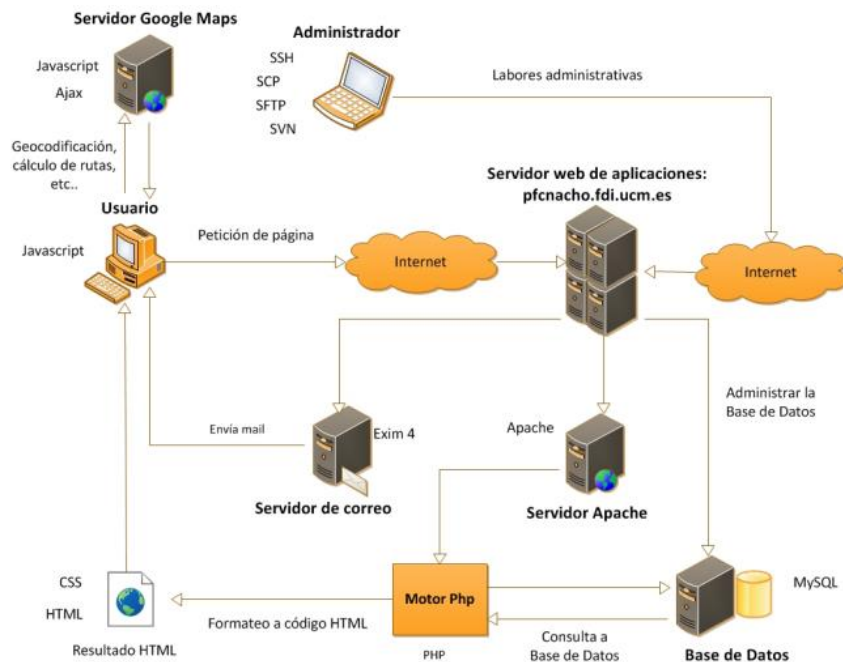 Servidor Google Maps
Javascript
Ajax
Administrador
SSH
SCP
SFTP
SVN
Labores administrativas
Geocodificación,
cálculo de rutas,
etc..
Usuario
Javascript
Petición de página
Internet
Servidor web de aplicaciones:
pfcnacho.fdi.ucm.es
Internet
Administrar la
Base de Datos
Envía mail
Exim 4
Servidor de correo
Apache
Servidor Apache
CSS
HTML
Resultado HTML
Formateo a código HTML
Motor Php
PHP
Consulta a
Base de Datos
MySQL
Base de Datos